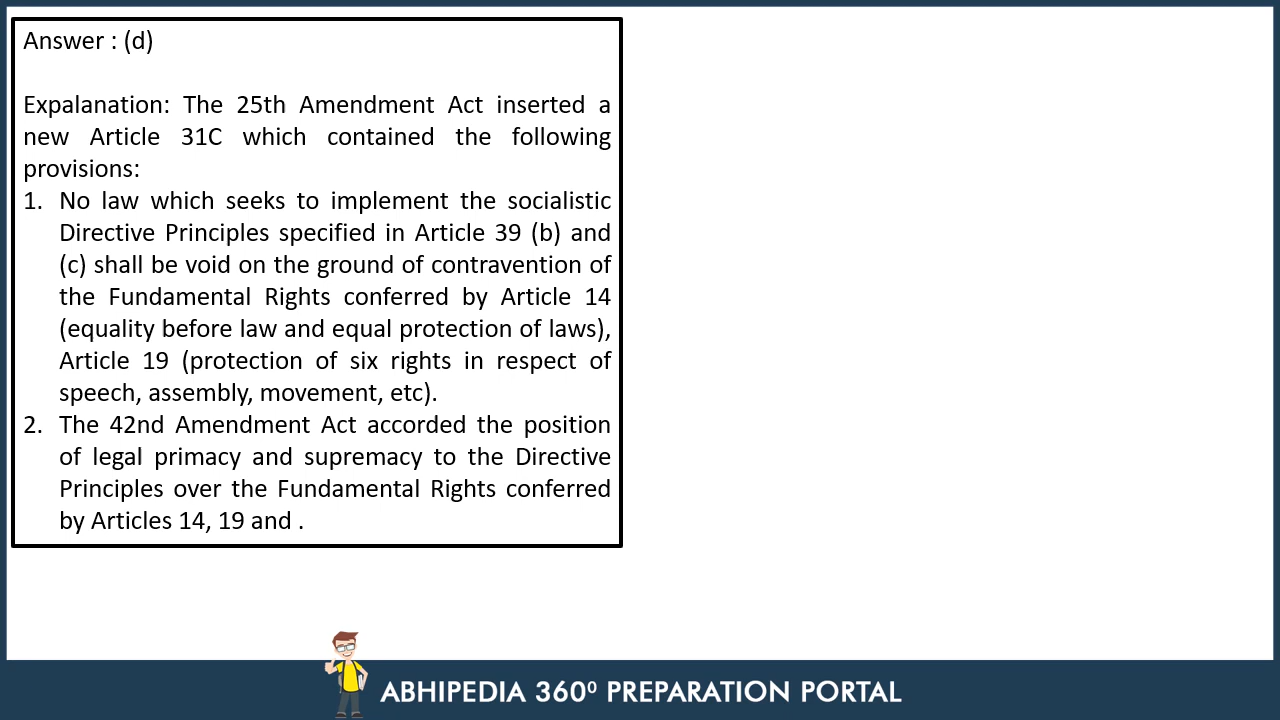 Answer : (d)
Expalanation: The 25th Amendment Act inserted a
new Article 31C which contained the following
provisions:
1. No law which seeks to implement the socialistic
Directive Principles specified in Article 39 (b) and
(c) shall be void on the ground of contravention of
the Fundamental Rights conferred by Article 14
(equality before law and equal protection of laws),
Article 19 (protection of six rights in respect of
speech, assembly, movement, etc).
2. The 42nd Amendment Act accorded the position
of legal primacy and supremacy to the Directive
Principles over the Fundamental Rights conferred
by Articles 14, 19 and .
ABHIPEDIA 360⁰ PREPARATION PORTAL